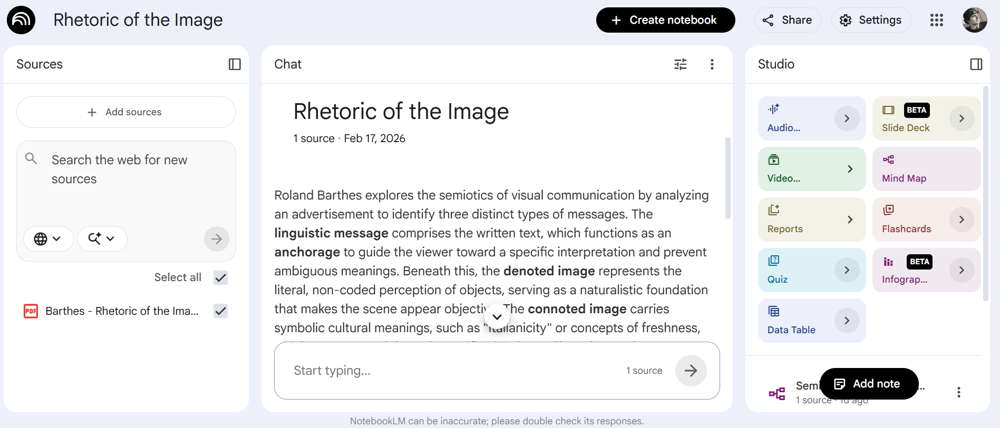 Rhetoric of the Image
+ Create notebook
Share
Settings
Sources
+ Add sources
Search the web for new
sources
Select all
PDF
Barthes - Rhetoric of the Ima...
Chat
Rhetoric of the Image
1 source · Feb 17, 2026
Roland Barthes explores the semiotics of visual communication by analyzing
an advertisement to identify three distinct types of messages. The
linguistic message comprises the written text, which functions as an
anchorage to guide the viewer toward a specific interpretation and prevent
ambiguous meanings. Beneath this, the denoted image represents the
literal, non-coded perception of objects, serving as a naturalistic foundation
that makes the scene appear objective. The connoted image carries
symbolic cultural meanings, such as "Italianicity" or concepts of freshness,
Start typing...
1 source
Studio
Audio...
BETA
Slide Deck
Video...
Mind Map
Reports
Flashcards
Quiz
BETA
Infograp...
Data Table
Semi
...
Add note
1 source · 1d ago
NotebookLM can be inaccurate; please double check its responses.